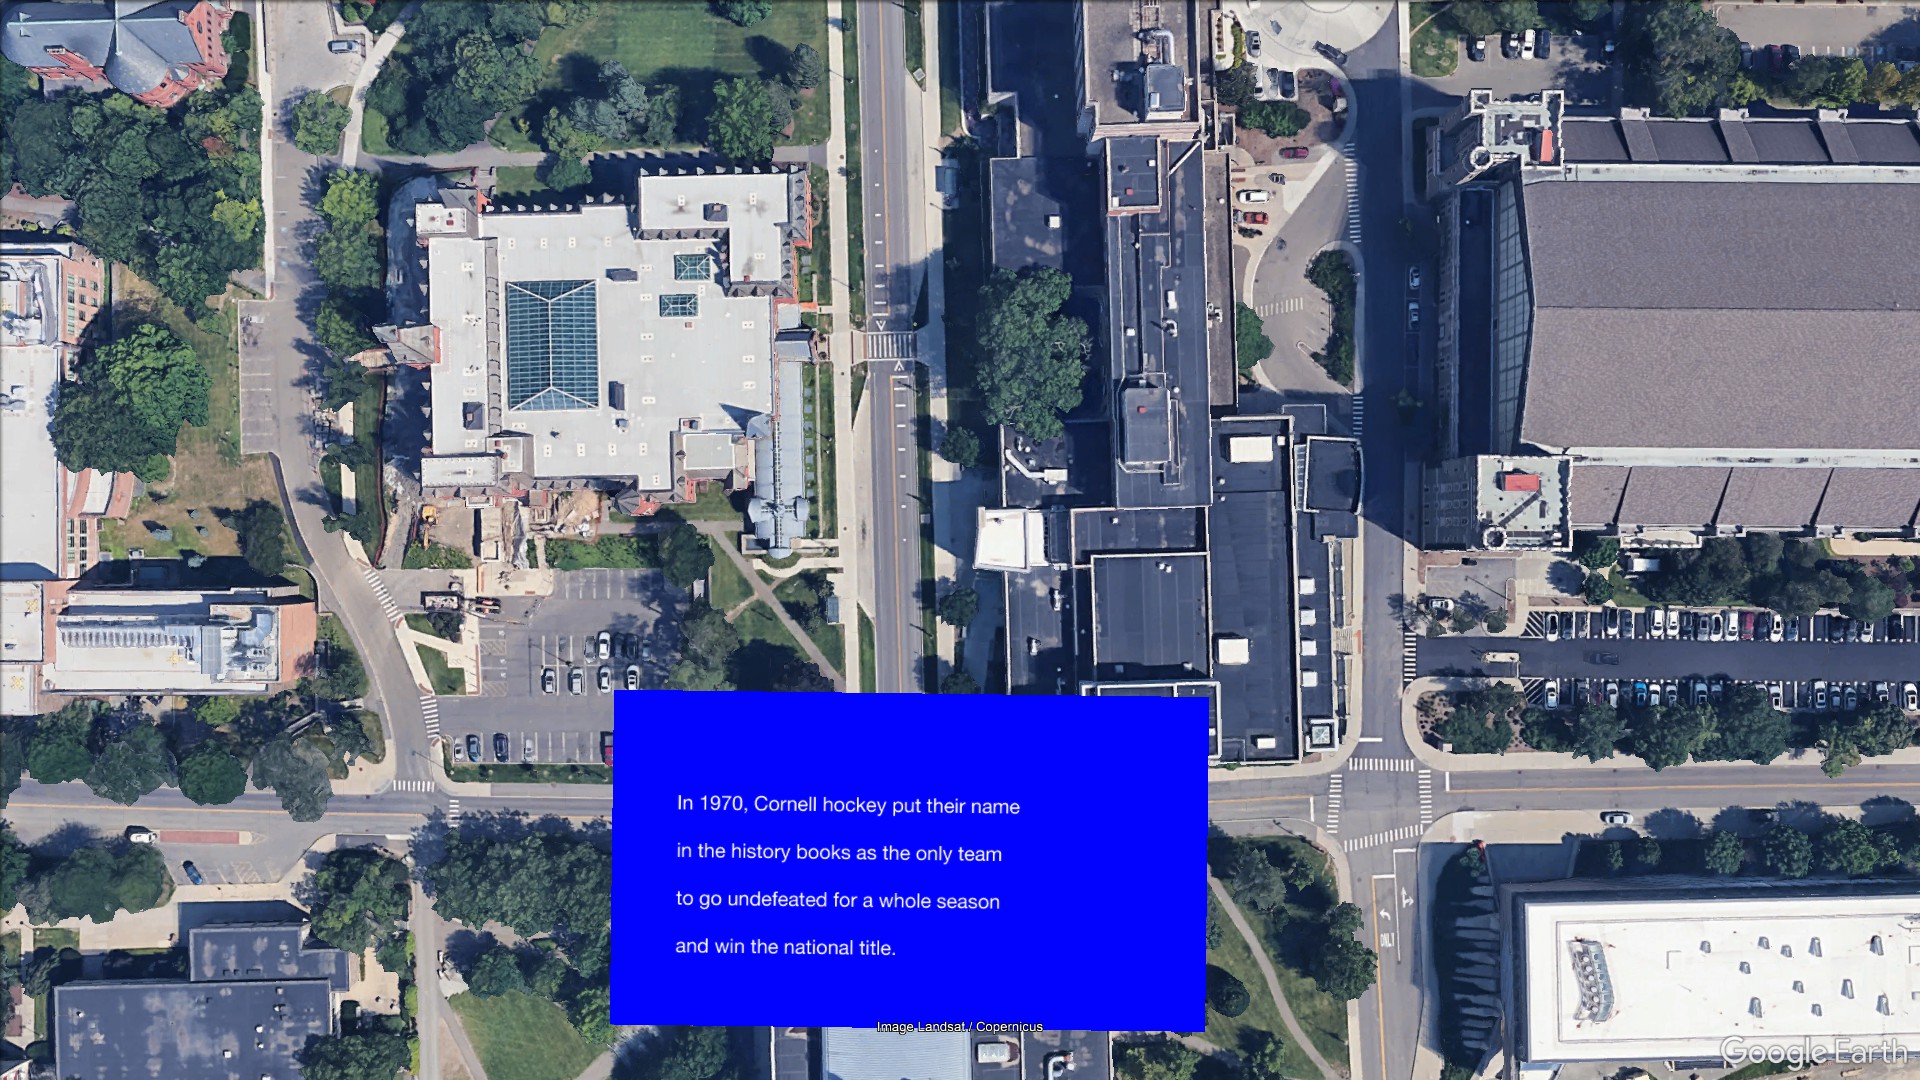 In 1970, Cornell hockey put their name
in the history books as the only team
to go undefeated for a whole season
and win the national title.
ONLY
Image Landsat / Copernicus
Google Earth